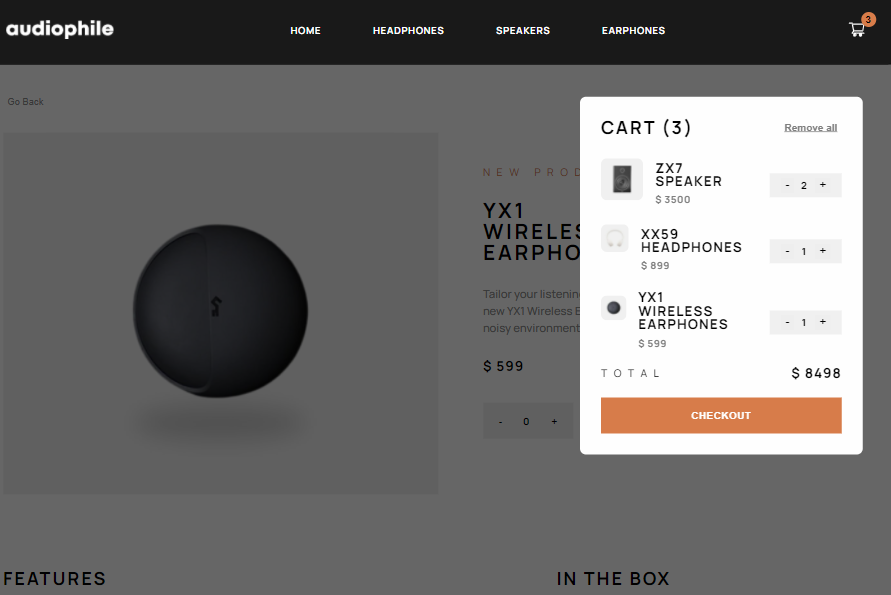 audiophile
HOME HEADPHONES SPEAKERS EARPHONES
3
Go Back
NEW PROD
YX1
WIRELES
EARPHO
Tailor your listening
new YX1 Wireless E
noisy environment
$ 599
- 0 +
CART (3) Remove all
ZX7
SPEAKER
$ 3500
- 2 +
XX59
HEADPHONES
$ 899
- 1 +
YX1
WIRELESS
EARPHONES
$ 599
- 1 +
TOTAL $ 8498
CHECKOUT
FEATURES
IN THE BOX